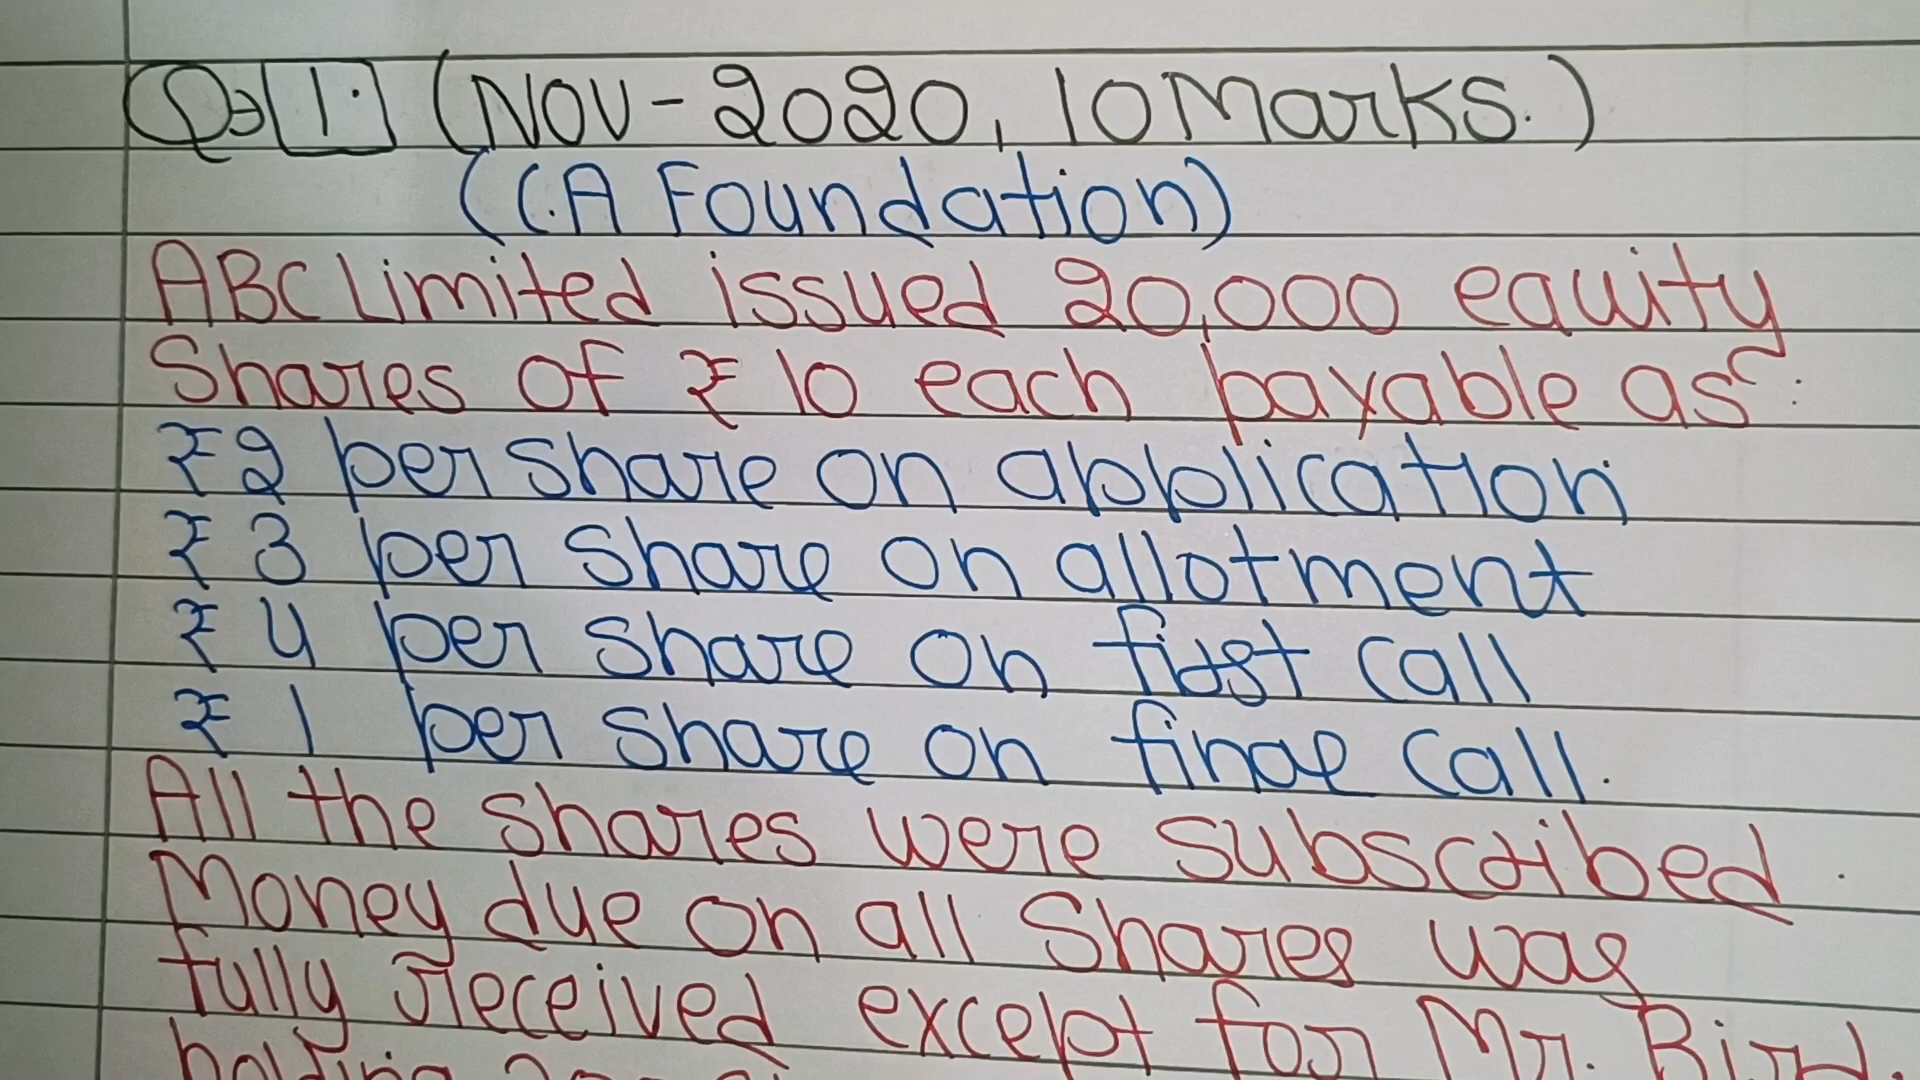 Q⇒ 1. (NOV-2020, 10 Marks.)
(C.A Foundation)
ABC Limited issued 20,000 equity
Shares of ₹ 10 each payable as:
₹ 2 per share on application
₹ 3 per share on allotment
₹ 4 per share on first call
₹ 1 per share on final call.
All the shares were subscribed.
Money due on all Shares was
fully received except for Mr. Bird,
holding